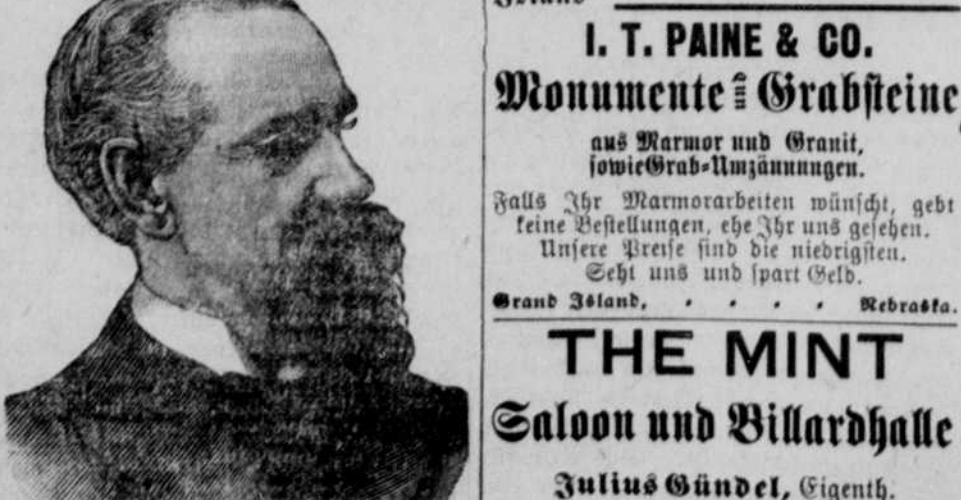 Island
I. T. PAINE & CO.
Monumente und Grabsteine,
aus Marmor und Granit,
sowie Grab-Umzännungen.
Falls Ihr Marmorarbeiten wünscht, gebt
keine Bestellungen, ehe Ihr uns gesehen.
Unsere Preise sind die niedrigsten.
Seht uns und spart Geld.
Grand Island, · · · · Nebraska.
THE MINT
Saloon und Billardhalle
Julius Gündel, Eigenth.